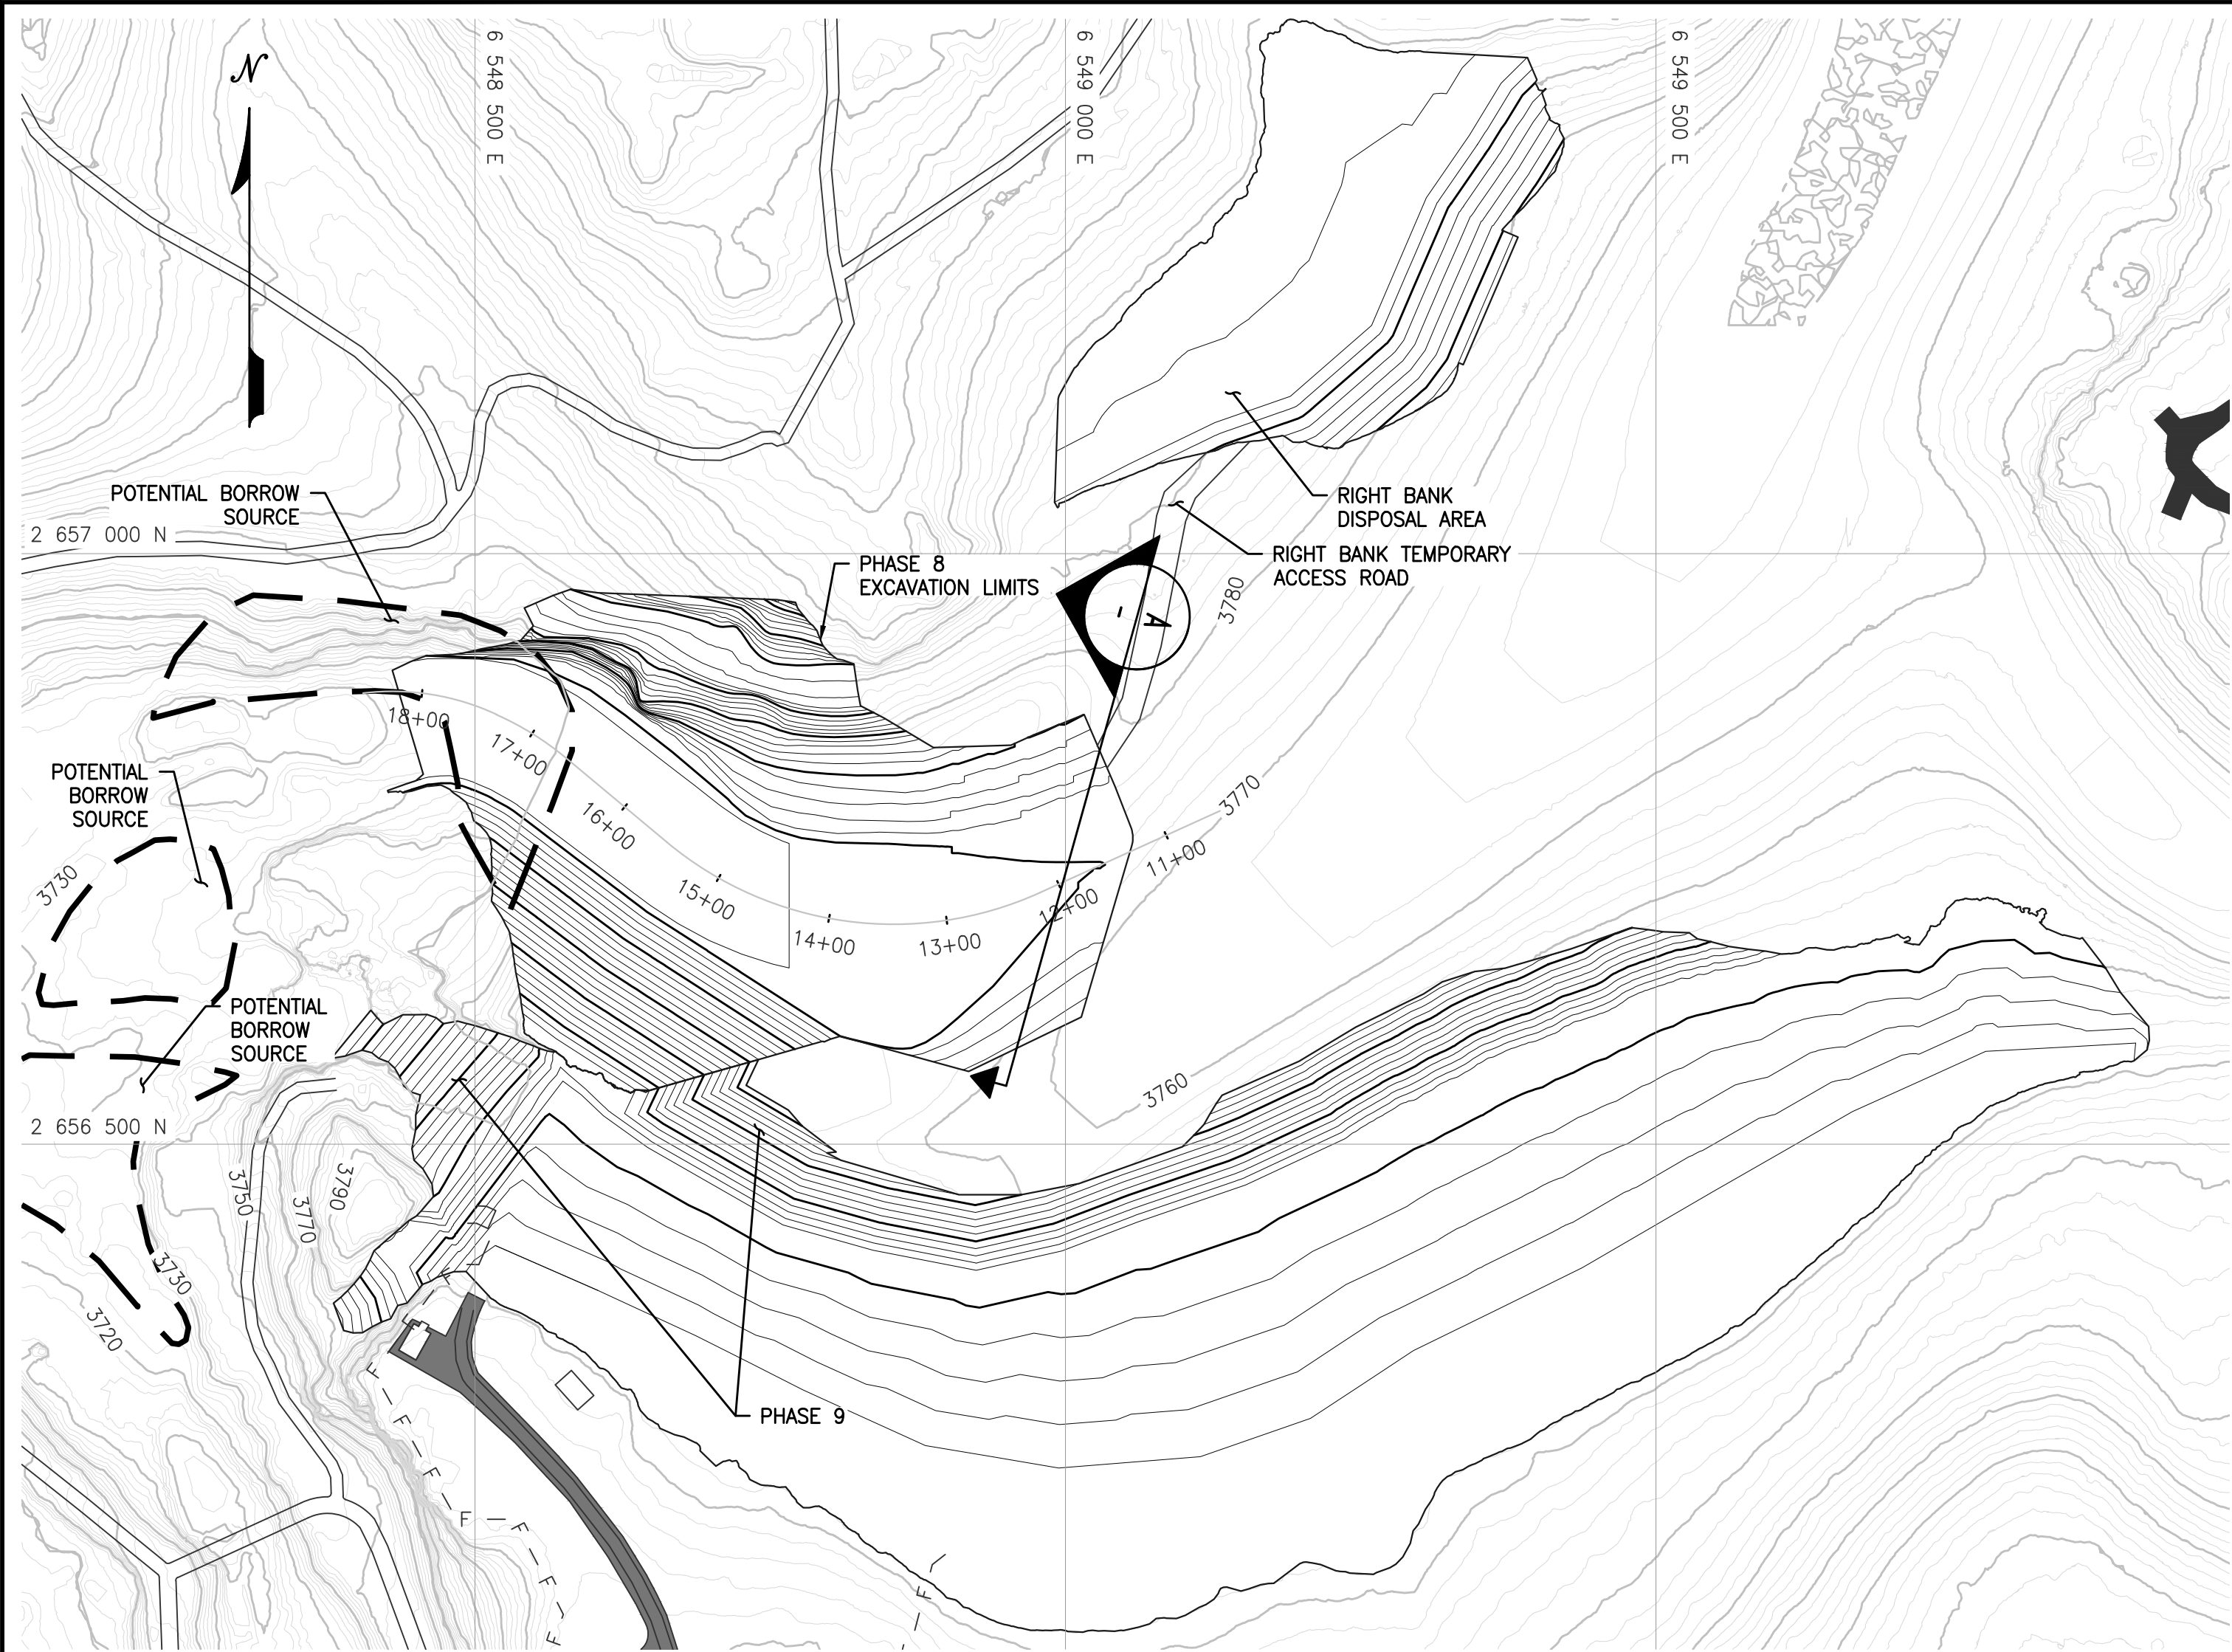 6 548 500 E
6 549 000 E
6 549 500 E
N
POTENTIAL BORROW
SOURCE
2 657 000 N
RIGHT BANK
DISPOSAL AREA
RIGHT BANK TEMPORARY
ACCESS ROAD
PHASE 8
EXCAVATION LIMITS
3780
A
-
18+00
17+00
16+00
15+00
14+00
13+00
12+00
11+00
3770
POTENTIAL
BORROW
SOURCE
3730
POTENTIAL
BORROW
SOURCE
3760
2 656 500 N
3750
3770
3790
3730
3720
PHASE 9
F
F
F
F
F
F
F
F
F